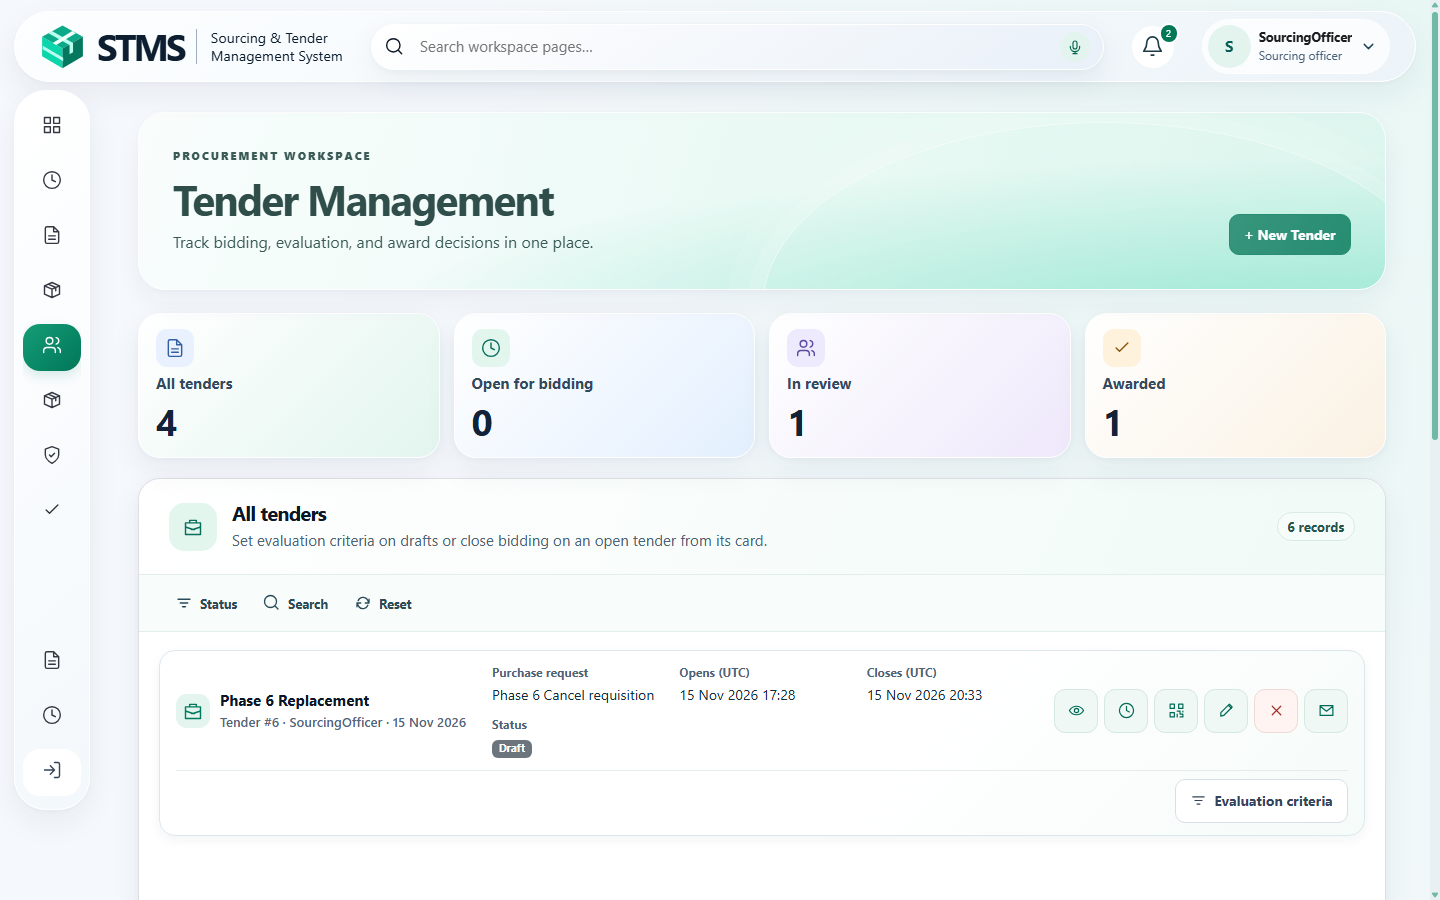 STMS
Sourcing & Tender
Management System
Search workspace pages...
2
S
SourcingOfficer
Sourcing officer
PROCUREMENT WORKSPACE
Tender Management
Track bidding, evaluation, and award decisions in one place.
+ New Tender
All tenders
4
Open for bidding
0
In review
1
Awarded
1
All tenders
Set evaluation criteria on drafts or close bidding on an open tender from its card.
6 records
Status
Search
Reset
Phase 6 Replacement
Tender #6 · SourcingOfficer · 15 Nov 2026
Purchase request
Phase 6 Cancel requisition
Opens (UTC)
15 Nov 2026 17:28
Closes (UTC)
15 Nov 2026 20:33
Status
Draft
Evaluation criteria